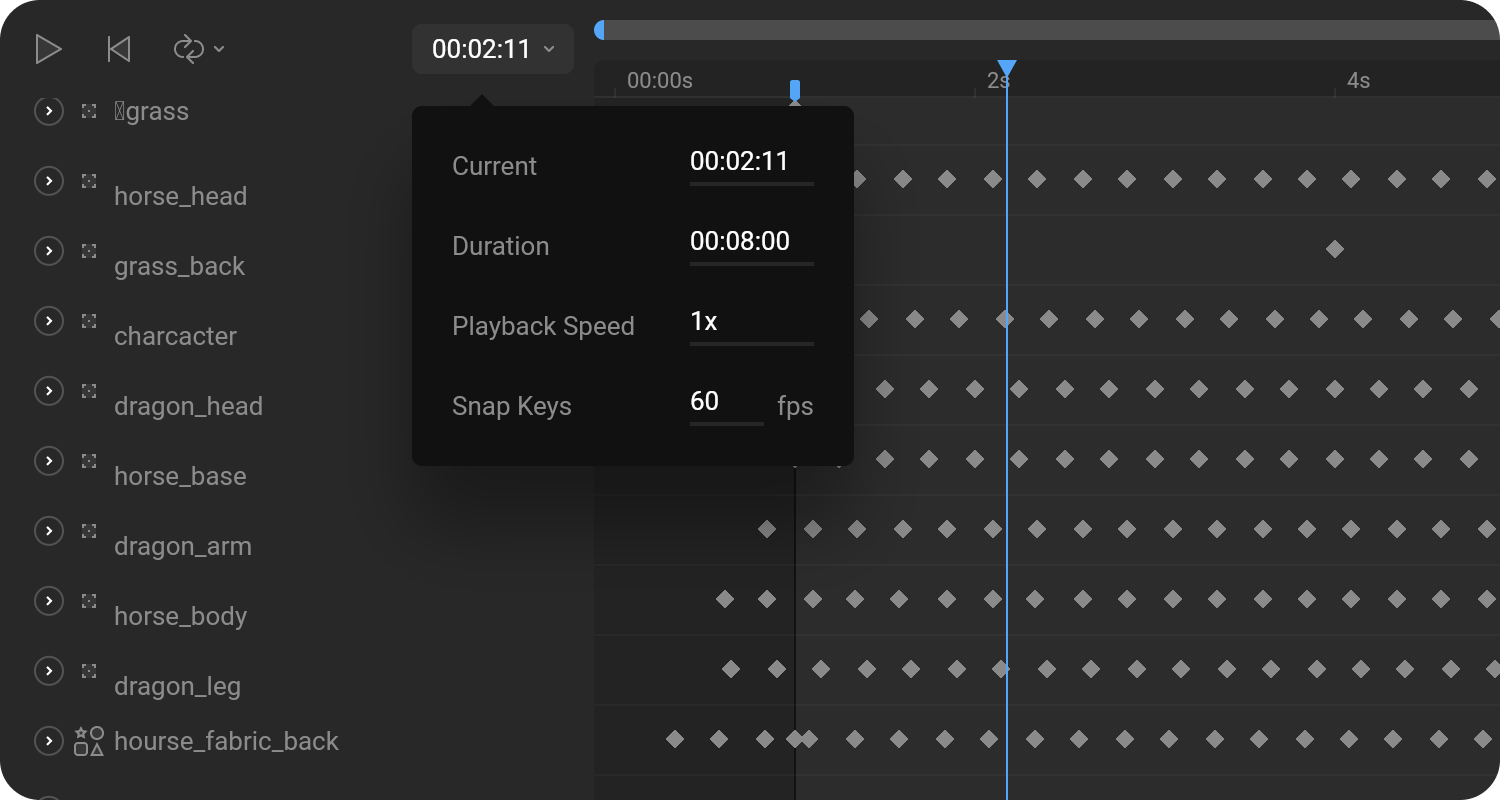 00:02:11
00:00s 2s 4s
grass
Current 00:02:11
horse_head
Duration 00:08:00
grass_back
Playback Speed 1x
charcacter
Snap Keys 60 fps
dragon_head
horse_base
dragon_arm
horse_body
dragon_leg
hourse_fabric_back